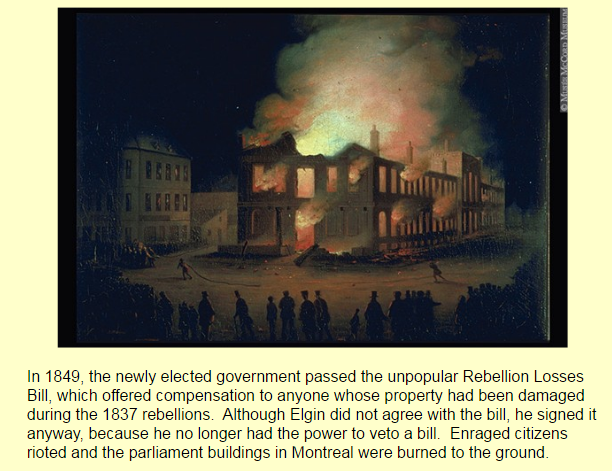 © Musée McCord Museum
In 1849, the newly elected government passed the unpopular Rebellion Losses
Bill, which offered compensation to anyone whose property had been damaged
during the 1837 rebellions.  Although Elgin did not agree with the bill, he signed it
anyway, because he no longer had the power to veto a bill.  Enraged citizens
rioted and the parliament buildings in Montreal were burned to the ground.